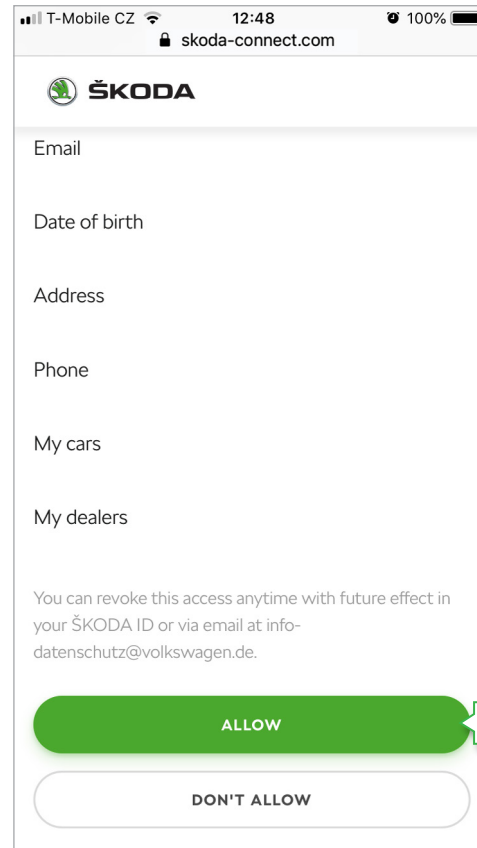 T-Mobile CZ 12:48 100%
skoda-connect.com
ŠKODA
Email
Date of birth
Address
Phone
My cars
My dealers
You can revoke this access anytime with future effect in
your ŠKODA ID or via email at info-
datenschutz@volkswagen.de.
ALLOW
DON'T ALLOW